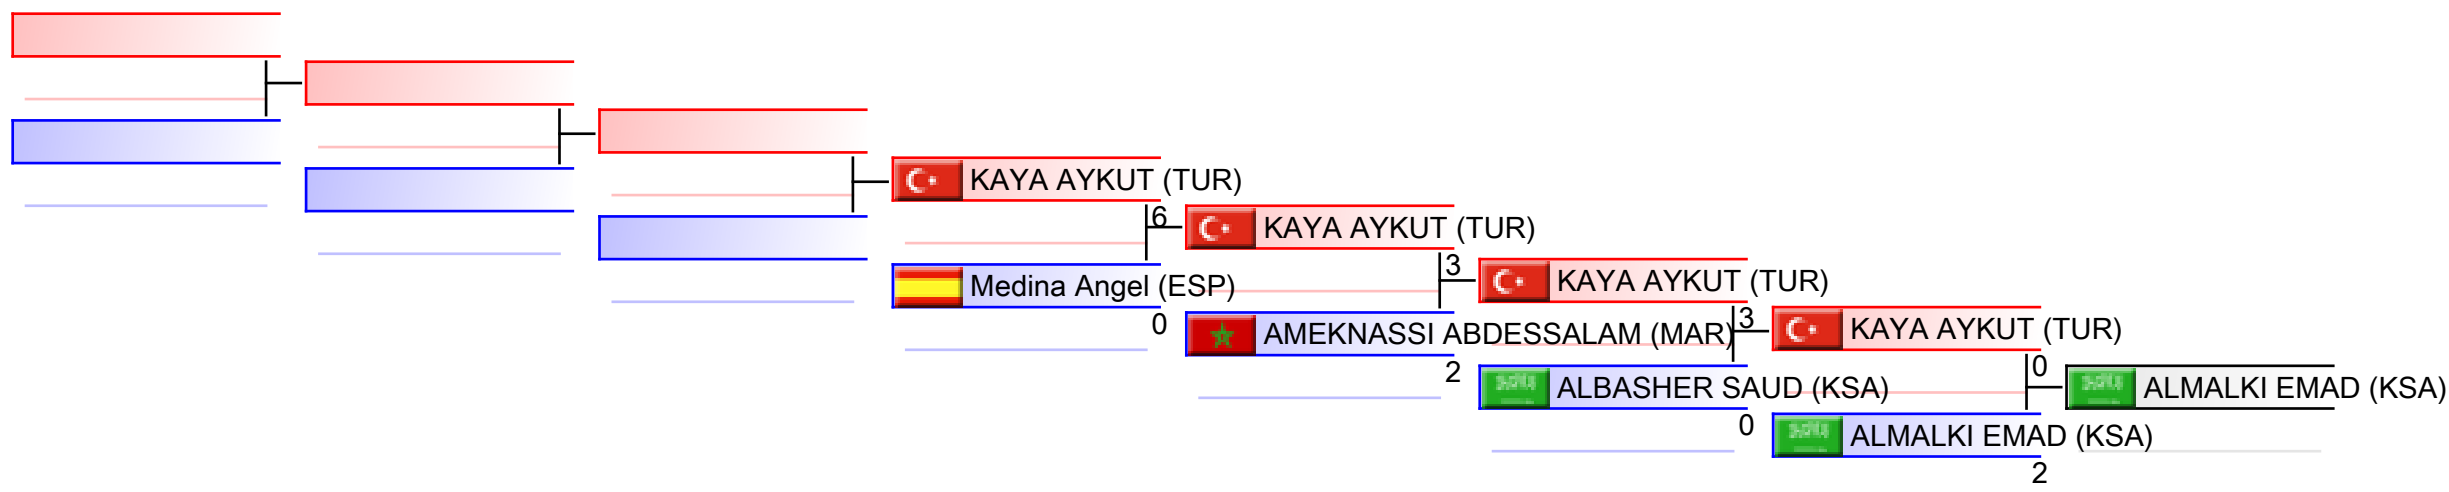 KAYA AYKUT (TUR)
6
KAYA AYKUT (TUR)
Medina Angel (ESP)
0
3
KAYA AYKUT (TUR)
AMEKNASSI ABDESSALAM (MAR)
2
3
KAYA AYKUT (TUR)
ALBASHER SAUD (KSA)
0
0
ALMALKI EMAD (KSA)
ALMALKI EMAD (KSA)
2